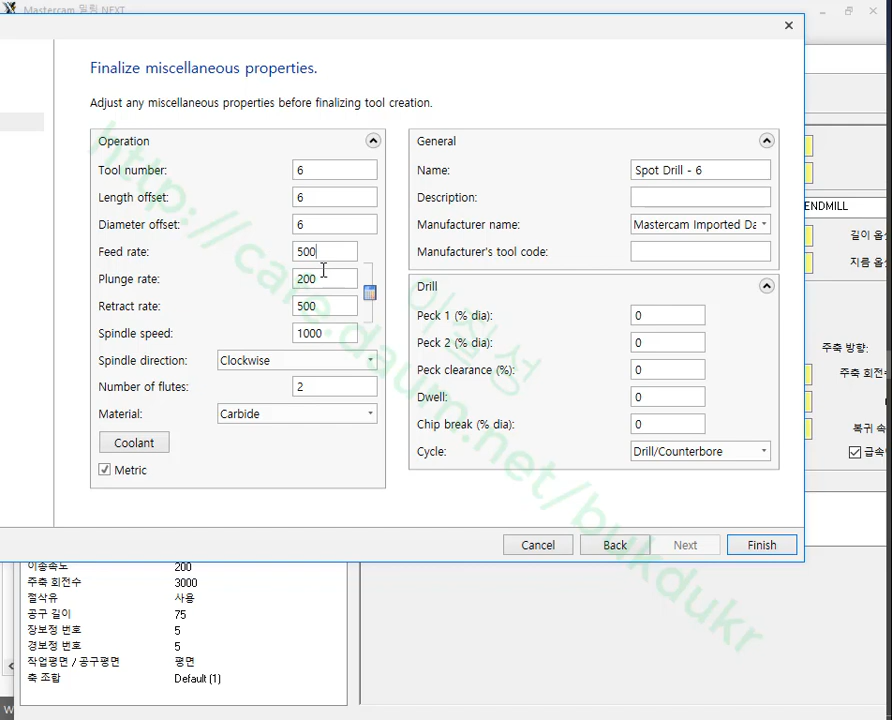 Mastercam 밀링 NEXT
Finalize miscellaneous properties.
Adjust any miscellaneous properties before finalizing tool creation.
Operation
Tool number: 6
Length offset: 6
Diameter offset: 6
Feed rate: 500
Plunge rate: 200
Retract rate: 500
Spindle speed: 1000
Spindle direction: Clockwise
Number of flutes: 2
Material: Carbide
Coolant
Metric
General
Name: Spot Drill - 6
Description:
Manufacturer name: Mastercam Imported Da
Manufacturer's tool code:
Drill
Peck 1 (% dia): 0
Peck 2 (% dia): 0
Peck clearance (%): 0
Dwell: 0
Chip break (% dia): 0
Cycle: Drill/Counterbore
Cancel Back Next Finish
ENDMILL
길이 옵
지름 옵
주축 방향:
주축 회전수
복귀 속
급속
이송속도 200
주축 회전수 3000
절삭유 사용
공구 길이 75
장보정 번호 5
경보정 번호 5
작업평면 / 공구평면 평면
축 조합 Default (1)
http://cafe.daum.net/bukdukr
이칠성